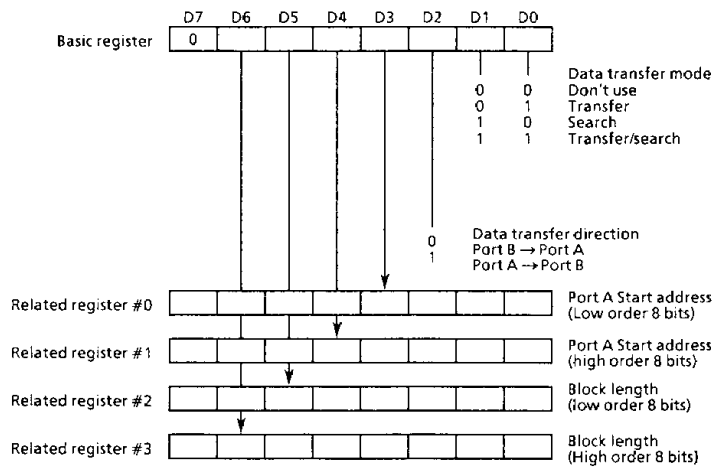 D7 D6 D5 D4 D3 D2 D1 D0
Basic register 0
Data transfer mode
0 0 Don't use
0 1 Transfer
1 0 Search
1 1 Transfer/search
Data transfer direction
0 Port B → Port A
1 Port A → Port B
Related register #0 Port A Start address
(Low order 8 bits)
Related register #1 Port A Start address
(high order 8 bits)
Related register #2 Block length
(low order 8 bits)
Related register #3 Block length
(High order 8 bits)